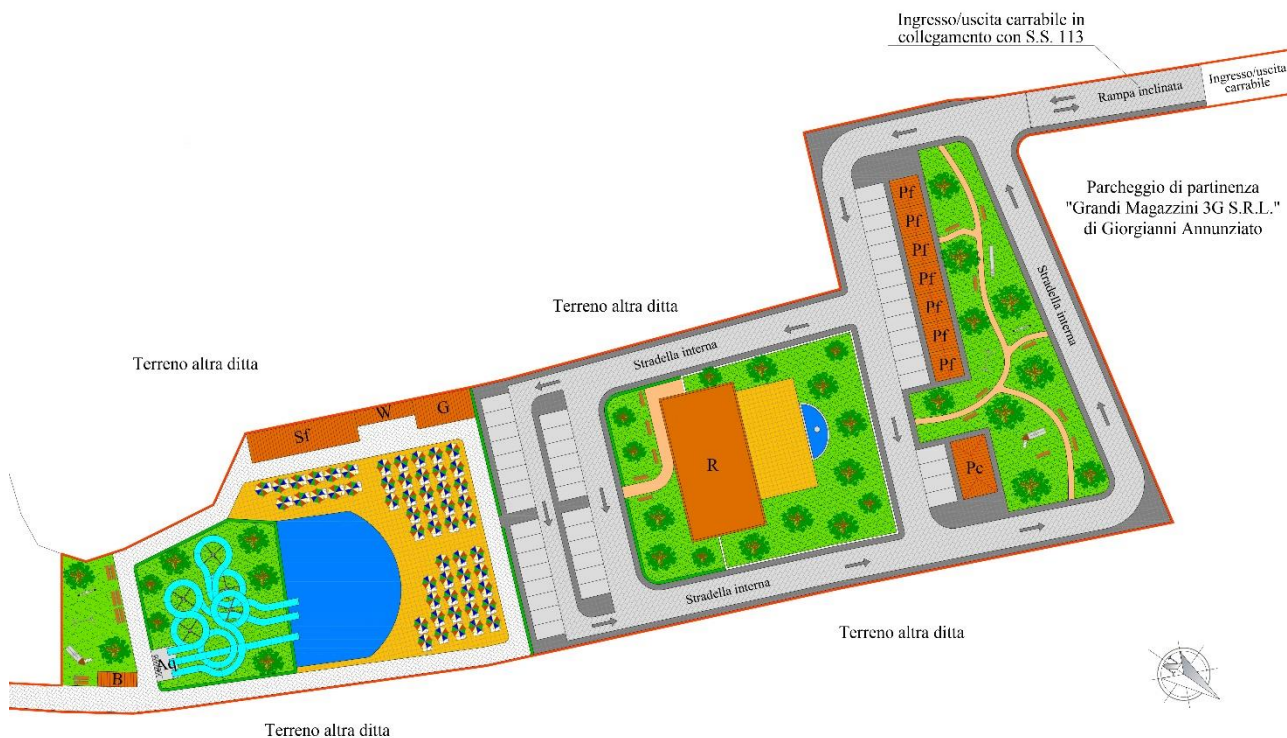 Ingresso/uscita carrabile in
collegamento con S.S. 113
Rampa inclinata
Ingresso/uscita
carrabile
Parcheggio di partinenza
"Grandi Magazzini 3G S.R.L."
di Giorgianni Annunziato
Pf
Pf
Pf
Pf
Pf
Pf
Pf
Stradella interna
Terreno altra ditta
Stradella interna
Terreno altra ditta
G
W
Sf
R
Pc
Stradella interna
Terreno altra ditta
Aq
B
Terreno altra ditta